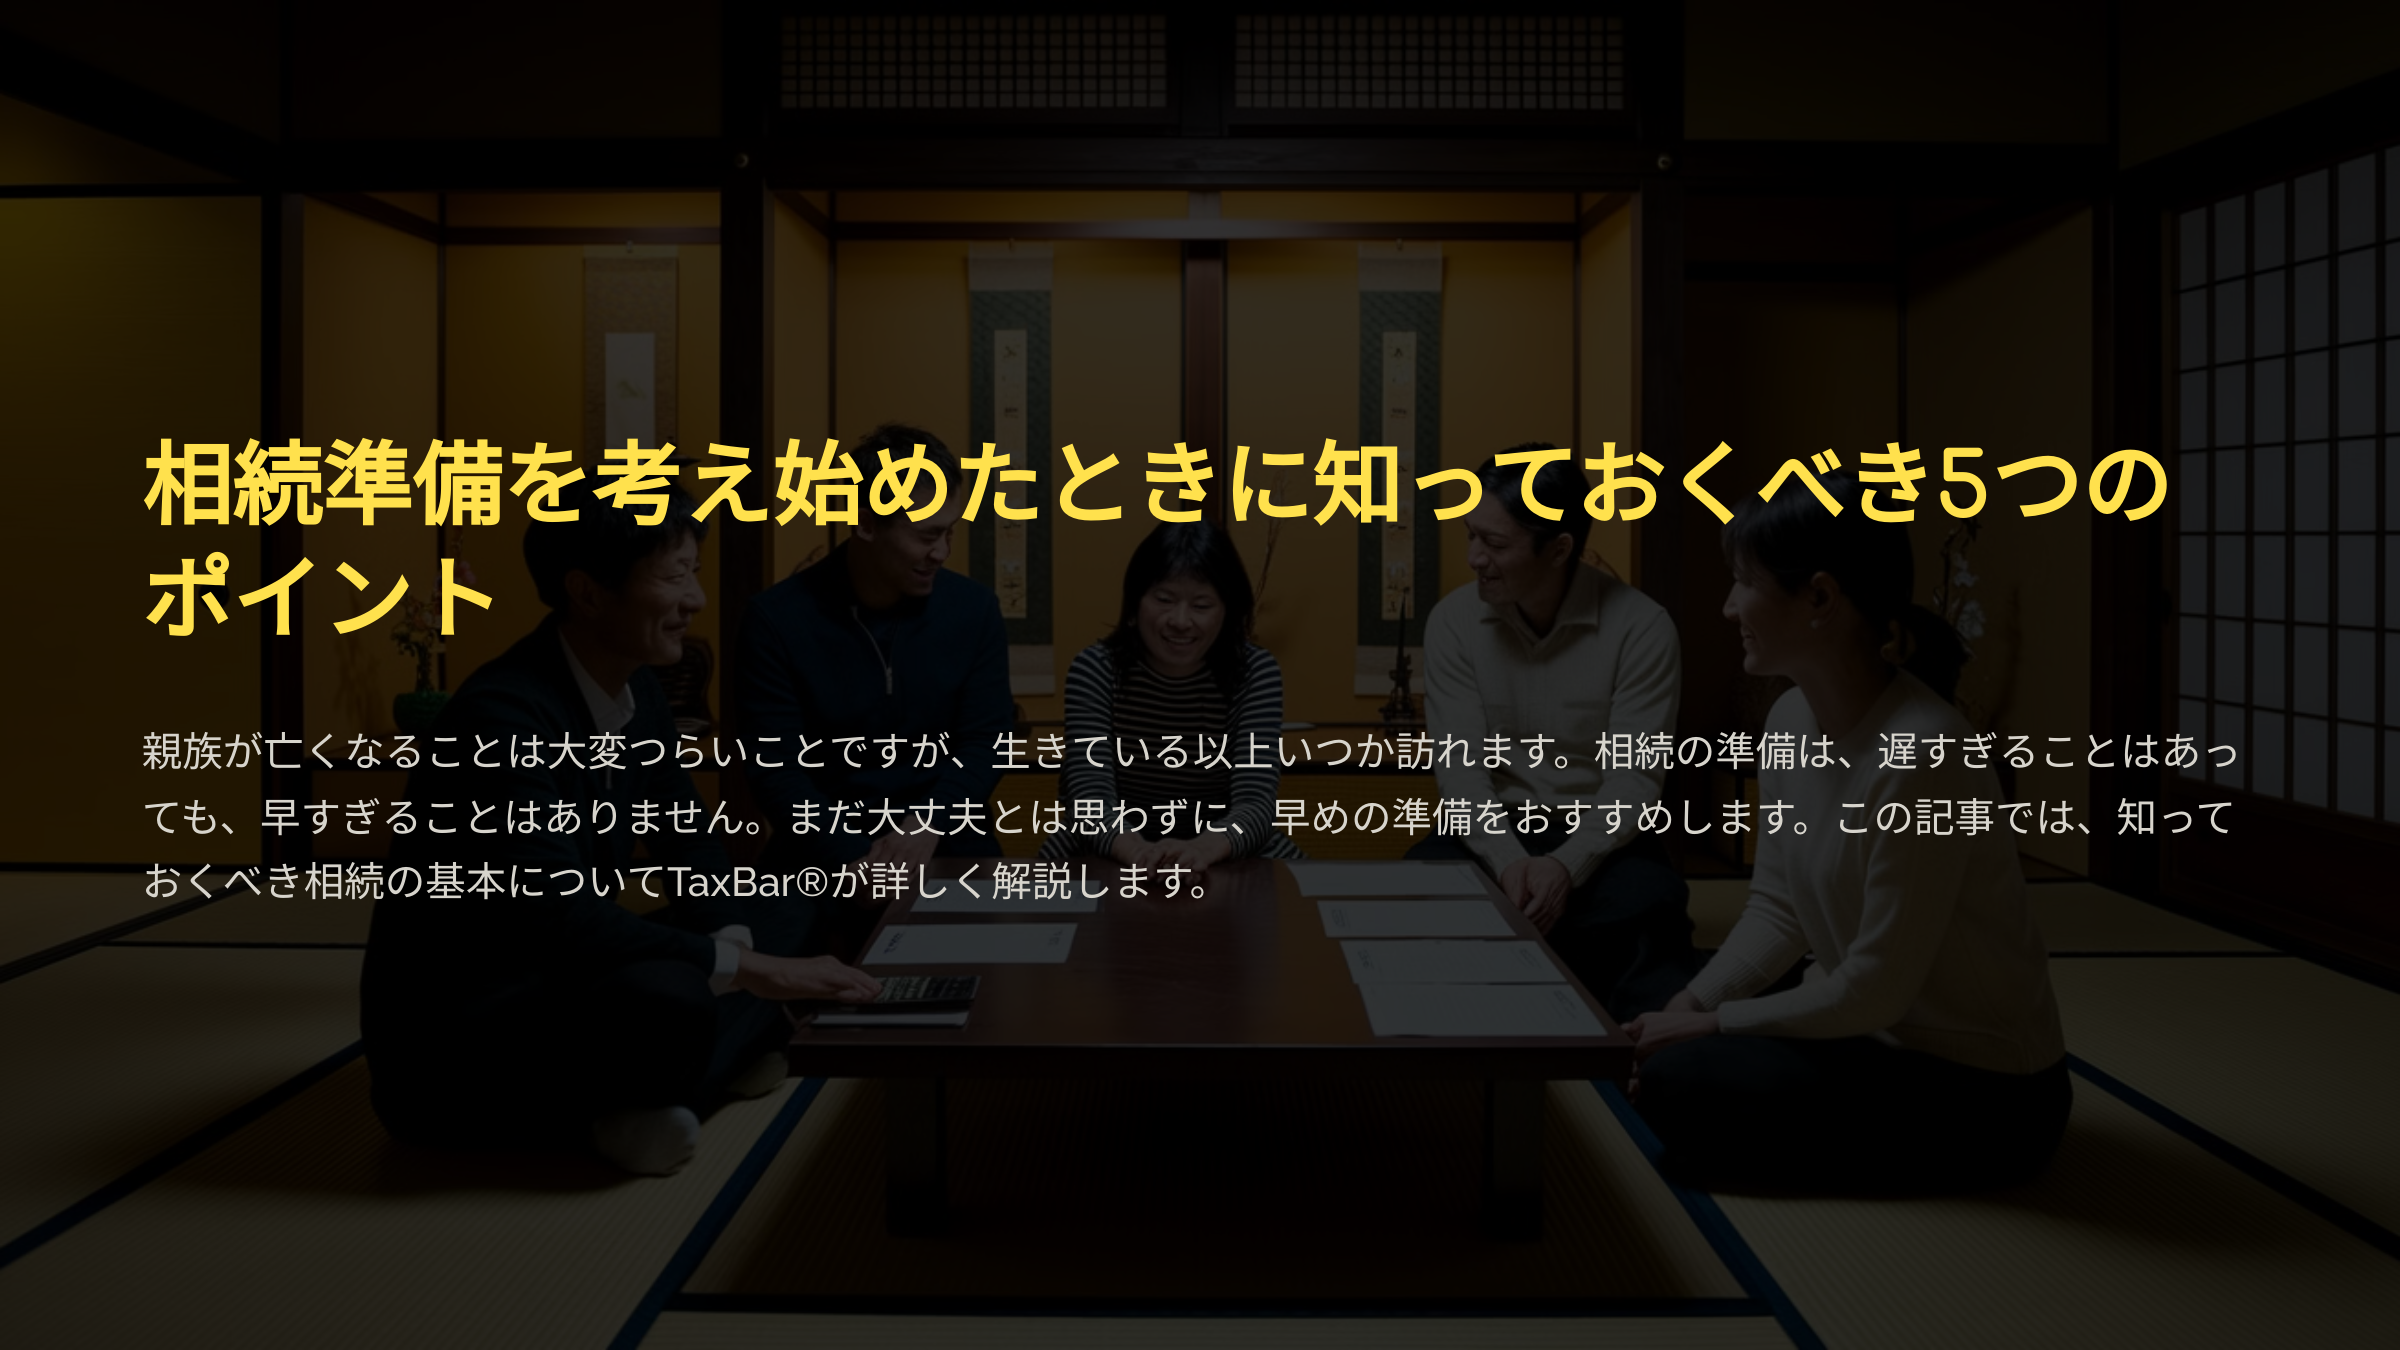 相続準備を考え始めたときに知っておくべき5つの
ポイント
親族が亡くなることは大変つらいことですが、生きている以上いつか訪れます。相続の準備は、遅すぎることはあっ
ても、早すぎることはありません。まだ大丈夫とは思わずに、早めの準備をおすすめします。この記事では、知って
おくべき相続の基本についてTaxBar®が詳しく解説します。